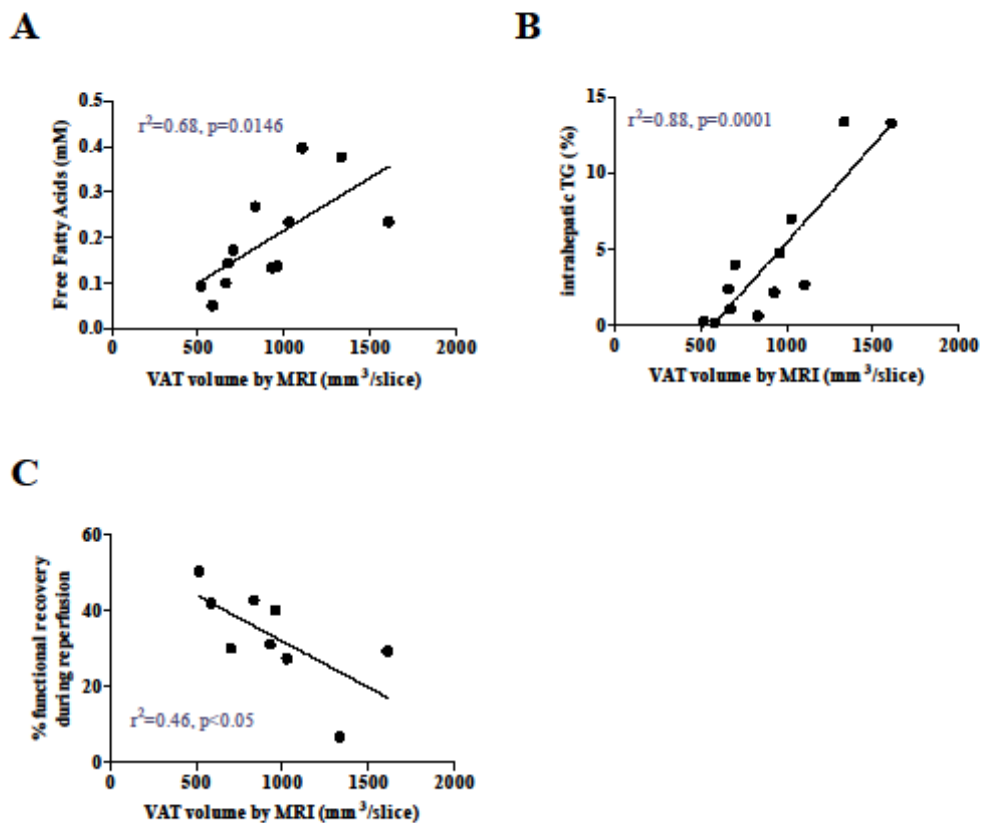 A
B
r²=0.68, p=0.0146
Free Fatty Acids (mM)
0.5
0.4
0.3
0.2
0.1
0.0
0 500 1000 1500 2000
VAT volume by MRI (mm³/slice)
r²=0.88, p=0.0001
intrahepatic TG (%)
15
10
5
0
0 500 1000 1500 2000
VAT volume by MRI (mm³/slice)
C
% functional recovery
during reperfusion
60
40
20
0
r²=0.46, p<0.05
0 500 1000 1500 2000
VAT volume by MRI (mm³/slice)